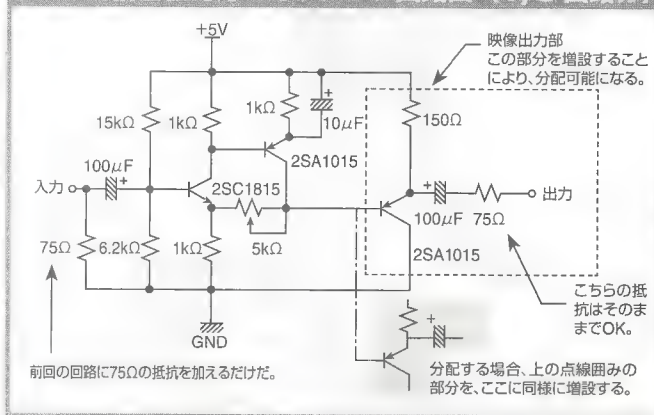 +5V
映像出力部
この部分を増設すること
により、分配可能になる。
15kΩ
1kΩ
1kΩ
+
10μF
150Ω
2SA1015
100μF
+
入力
2SC1815
+
出力
100μF
75Ω
5kΩ
75Ω
6.2kΩ
1kΩ
2SA1015
GND
こちらの抵
抗はそのま
までOK。
+
前回の回路に75Ωの抵抗を加えるだけだ。
分配する場合、上の点線囲みの
部分を、ここに同様に増設する。